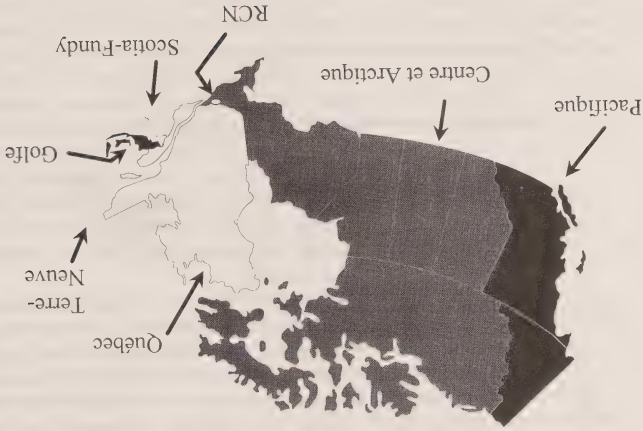 Québec
Terre-
Neuve
Golfe
Pacifique
Centre et Arctique
Scotia-Fundy
RCN